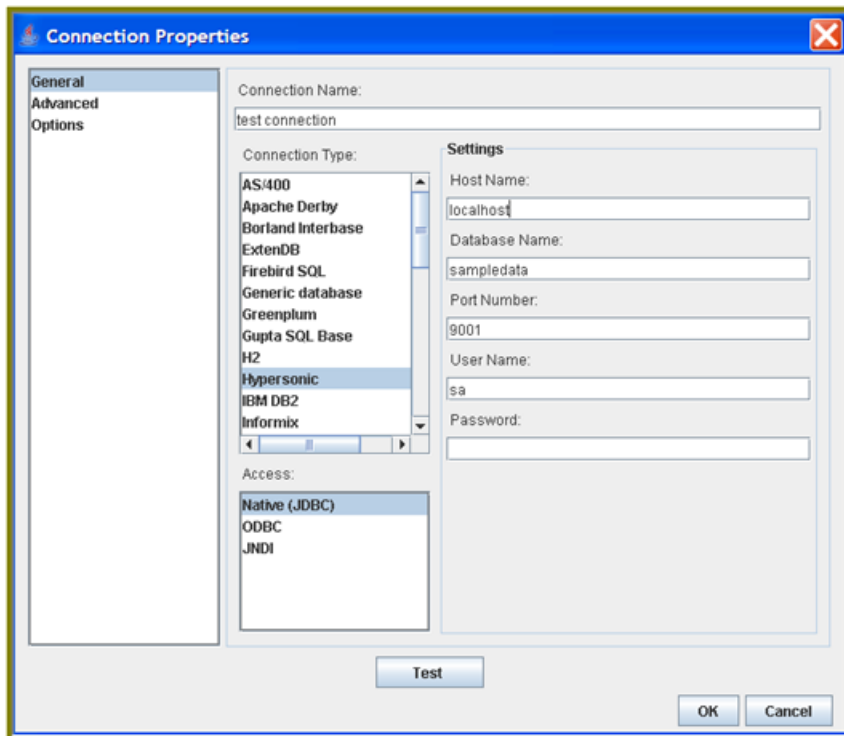 Connection Properties
General
Advanced
Options
Connection Name:
test connection
Connection Type:
AS/400
Apache Derby
Borland Interbase
ExtenDB
Firebird SQL
Generic database
Greenplum
Gupta SQL Base
H2
Hypersonic
IBM DB2
Informix
Access:
Native (JDBC)
ODBC
JNDI
Settings
Host Name:
localhost
Database Name:
sampledata
Port Number:
9001
User Name:
sa
Password:
Test
OK
Cancel